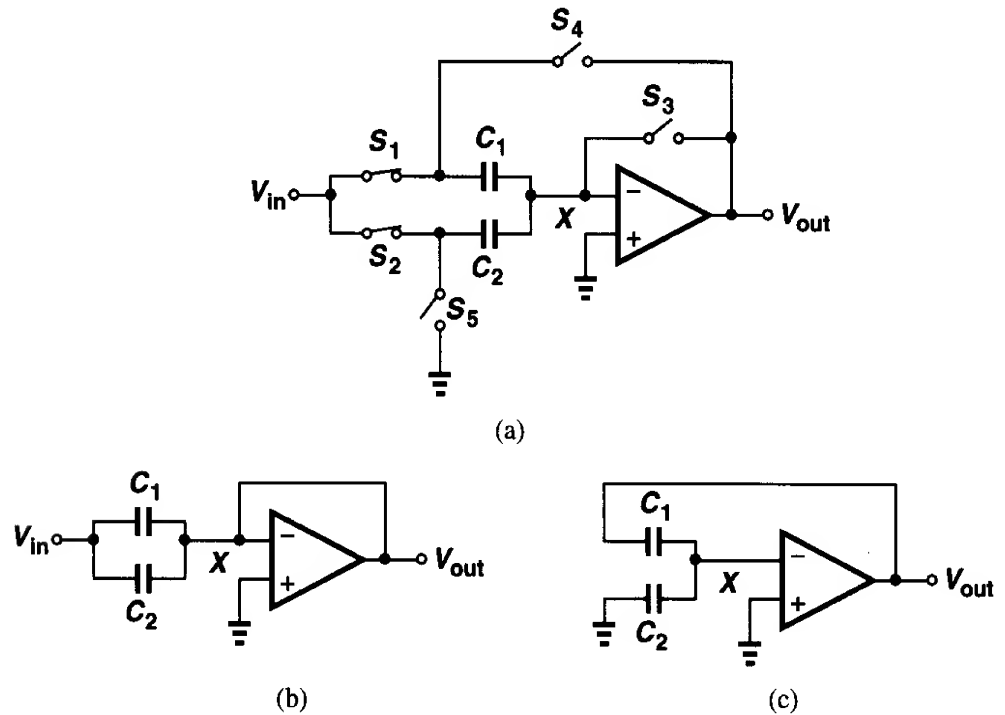 S4
S3
S1
C1
Vin
X
−
+
Vout
S2
C2
S5
(a)
C1
Vin
X
−
+
Vout
C2
(b)
C1
X
−
+
Vout
C2
(c)